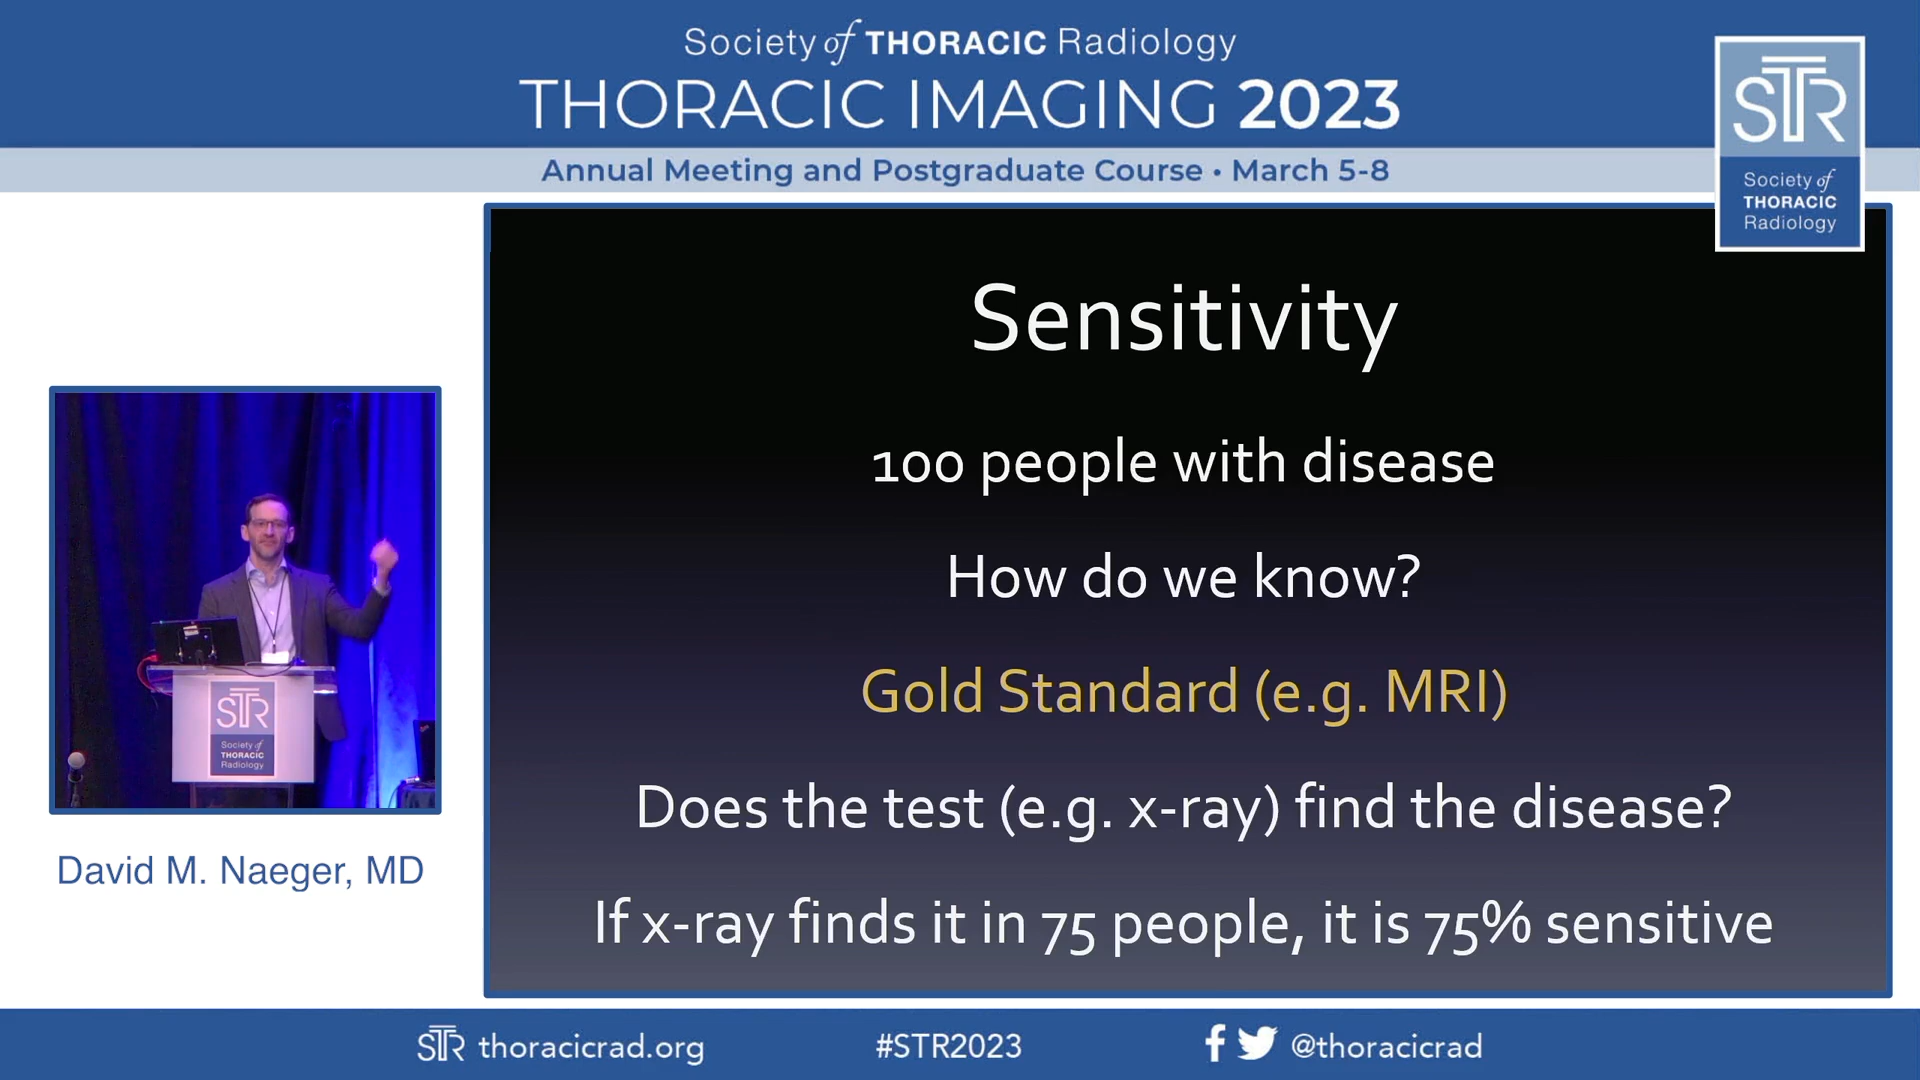 Society of THORACIC Radiology
THORACIC IMAGING 2023
Annual Meeting and Postgraduate Course • March 5-8
STR
Society of
THORACIC
Radiology
Sensitivity
100 people with disease
How do we know?
Gold Standard (e.g. MRI)
Does the test (e.g. x-ray) find the disease?
If x-ray finds it in 75 people, it is 75% sensitive
STR
Society of
THORACIC
Radiology
David M. Naeger, MD
STR thoracicrad.org
#STR2023
@thoracicrad